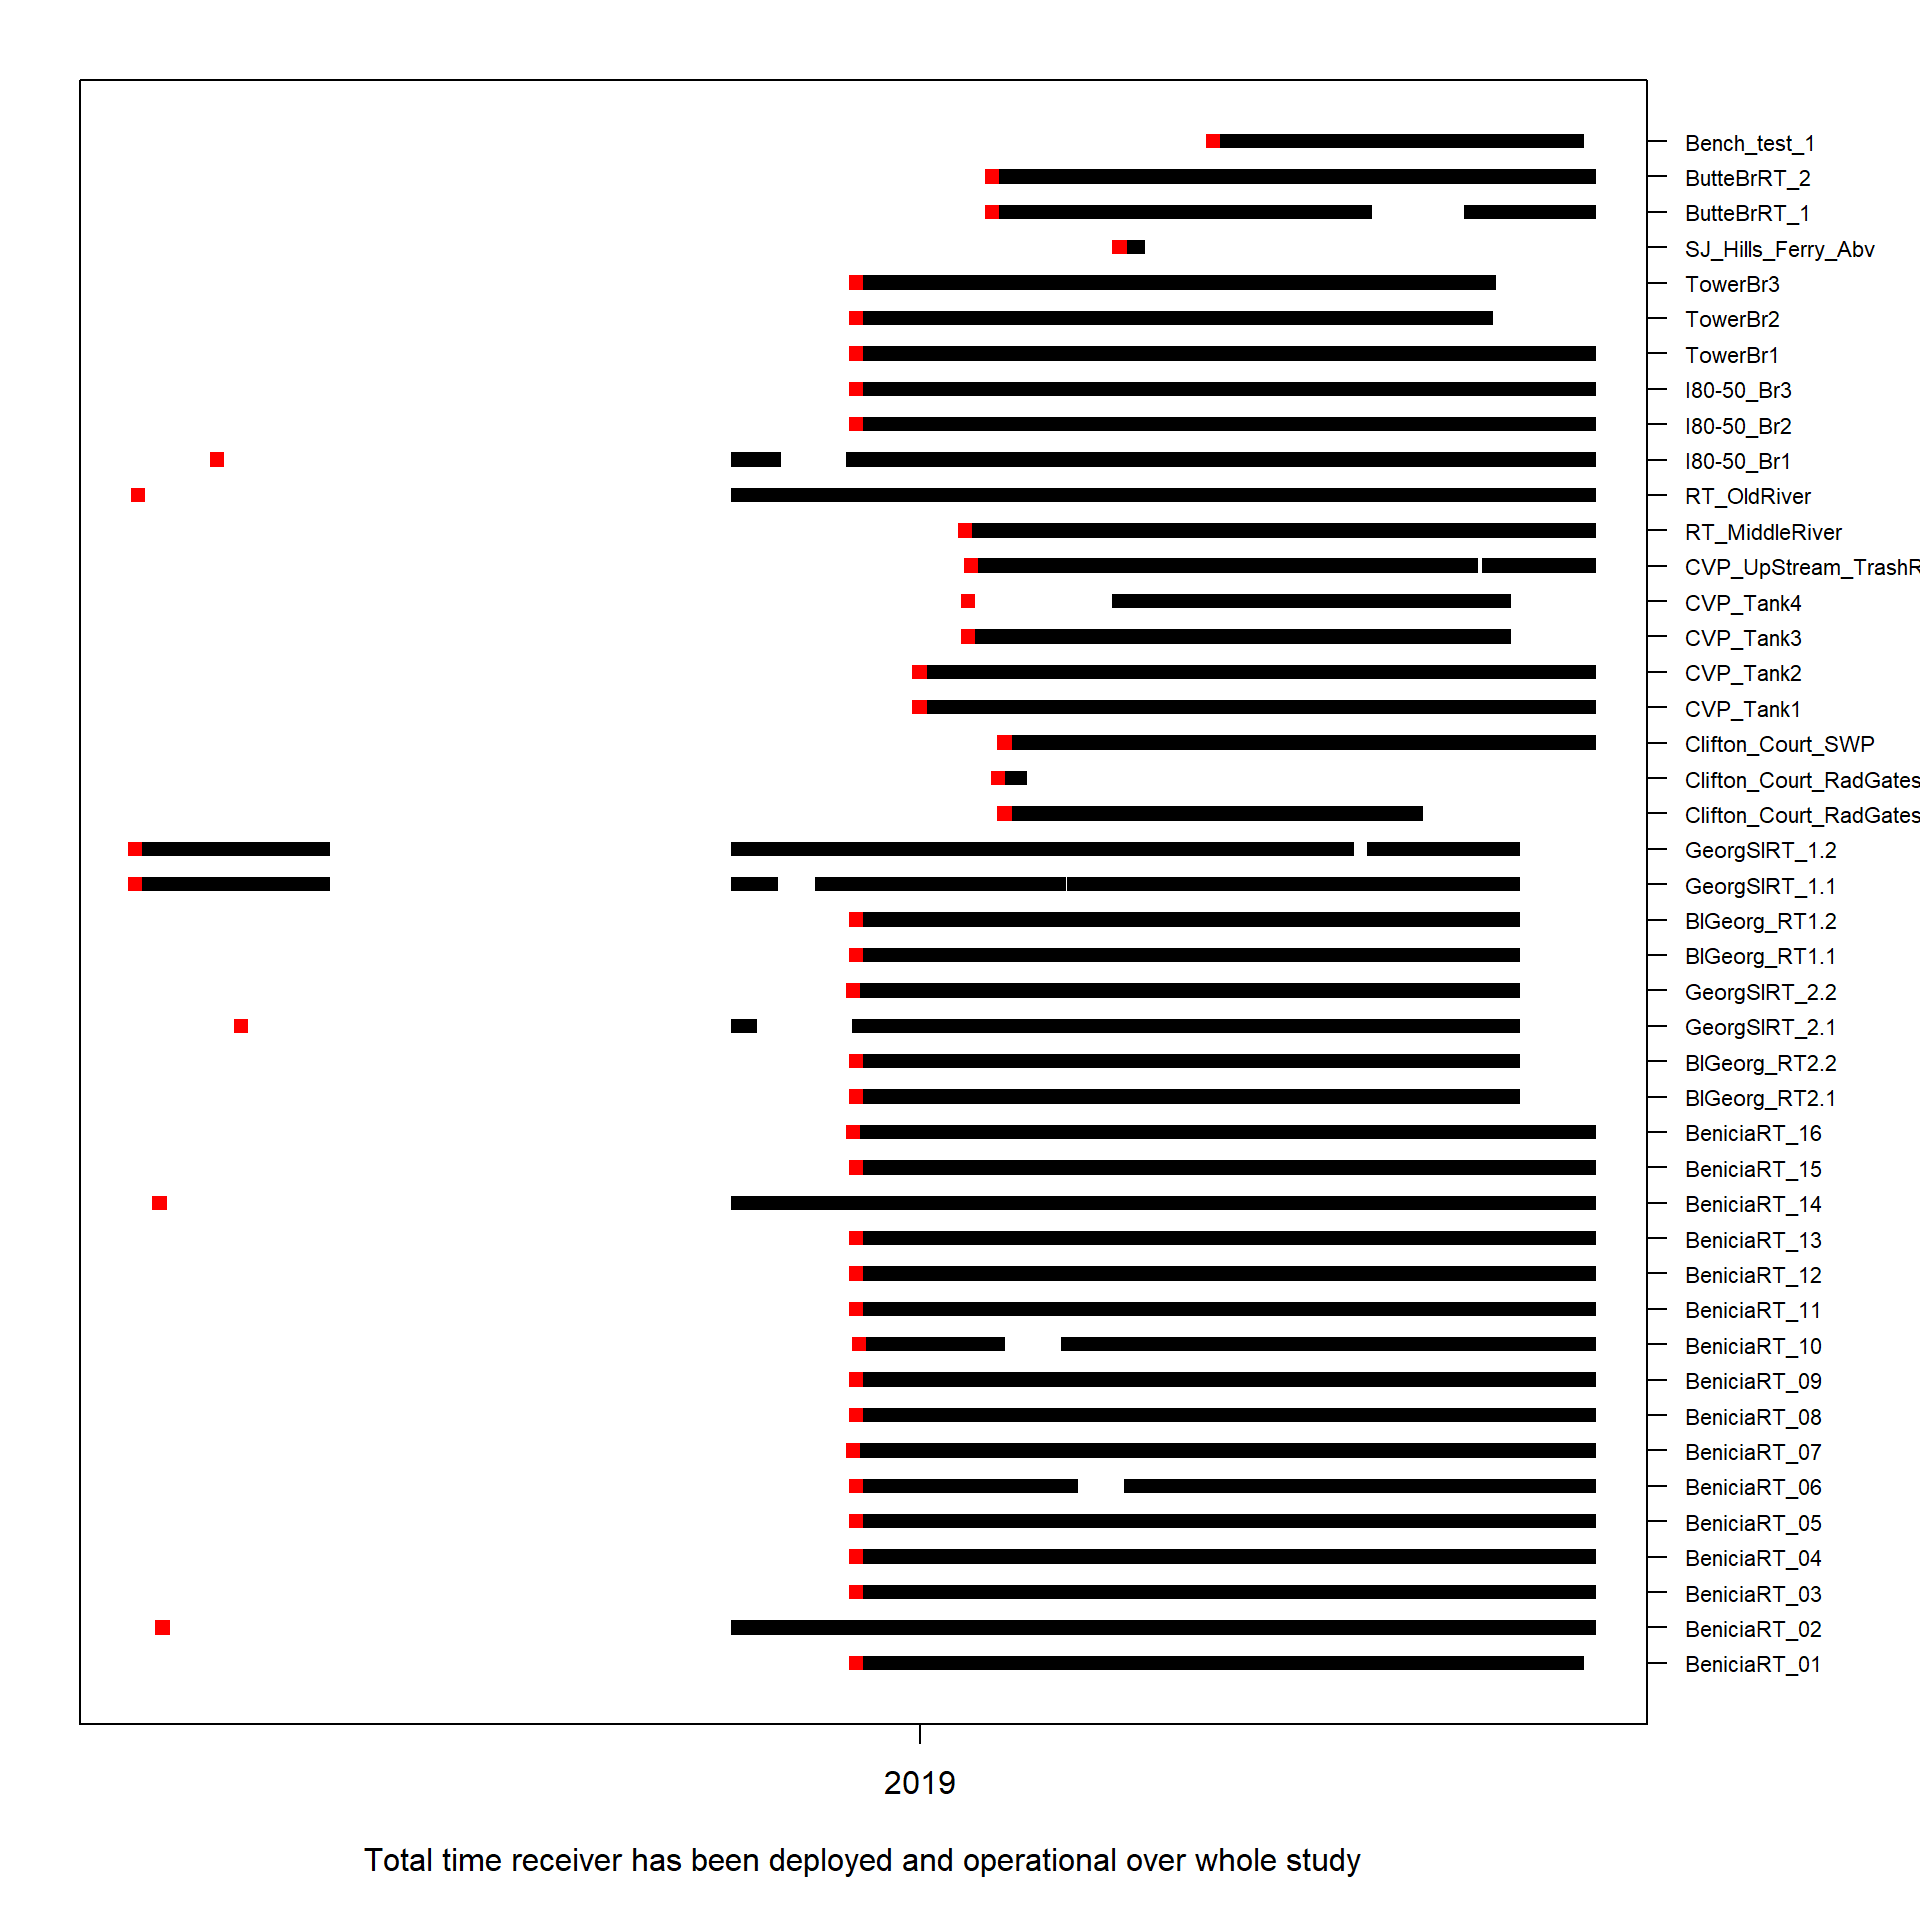 Bench_test_1
ButteBrRT_2
ButteBrRT_1
SJ_Hills_Ferry_Abv
TowerBr3
TowerBr2
TowerBr1
I80-50_Br3
I80-50_Br2
I80-50_Br1
RT_OldRiver
RT_MiddleRiver
CVP_UpStream_TrashR
CVP_Tank4
CVP_Tank3
CVP_Tank2
CVP_Tank1
Clifton_Court_SWP
Clifton_Court_RadGates
Clifton_Court_RadGates
GeorgSlRT_1.2
GeorgSlRT_1.1
BlGeorg_RT1.2
BlGeorg_RT1.1
GeorgSlRT_2.2
GeorgSlRT_2.1
BlGeorg_RT2.2
BlGeorg_RT2.1
BeniciaRT_16
BeniciaRT_15
BeniciaRT_14
BeniciaRT_13
BeniciaRT_12
BeniciaRT_11
BeniciaRT_10
BeniciaRT_09
BeniciaRT_08
BeniciaRT_07
BeniciaRT_06
BeniciaRT_05
BeniciaRT_04
BeniciaRT_03
BeniciaRT_02
BeniciaRT_01
2019
Total time receiver has been deployed and operational over whole study